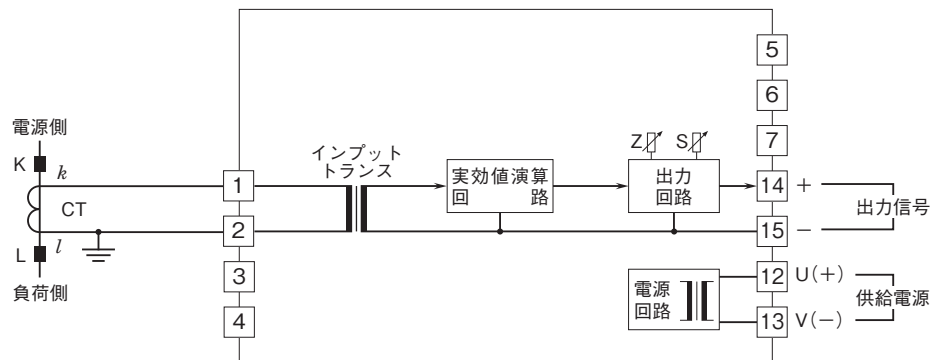 電源側
K
k
CT
L
l
負荷側
1
2
3
4
インプット
トランス
実効値演算
回 路
Z
S
出力
回路
電源
回路
5
6
7
14
+
15
−
出力信号
12
U(+)
13
V(−)
供給電源